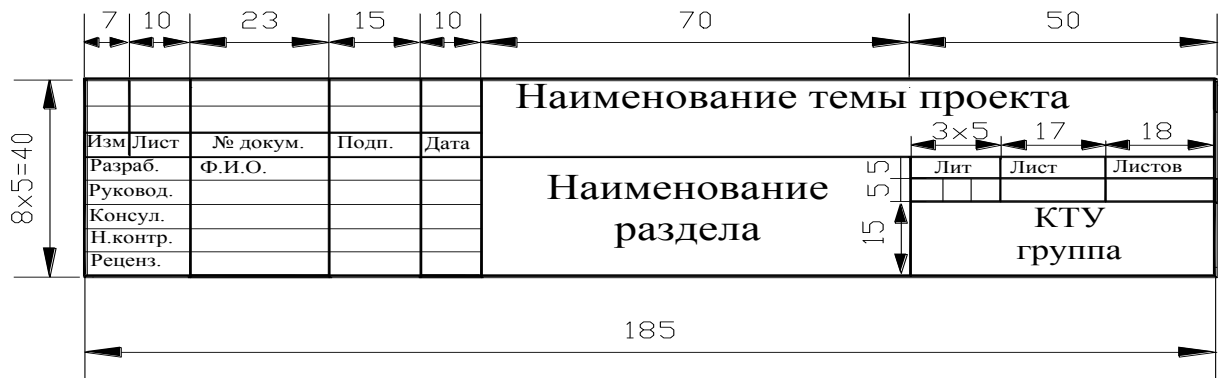 7 10 23 15 10 70 50
Наименование темы проекта
3×5 17 18
8×5=40
Изм Лист № докум. Подп. Дата
Разраб. Ф.И.О.
Лит Лист Листов
5
5
Руковод.
Наименование
раздела
Консул.
КТУ
группа
15
Н.контр.
Реценз.
185